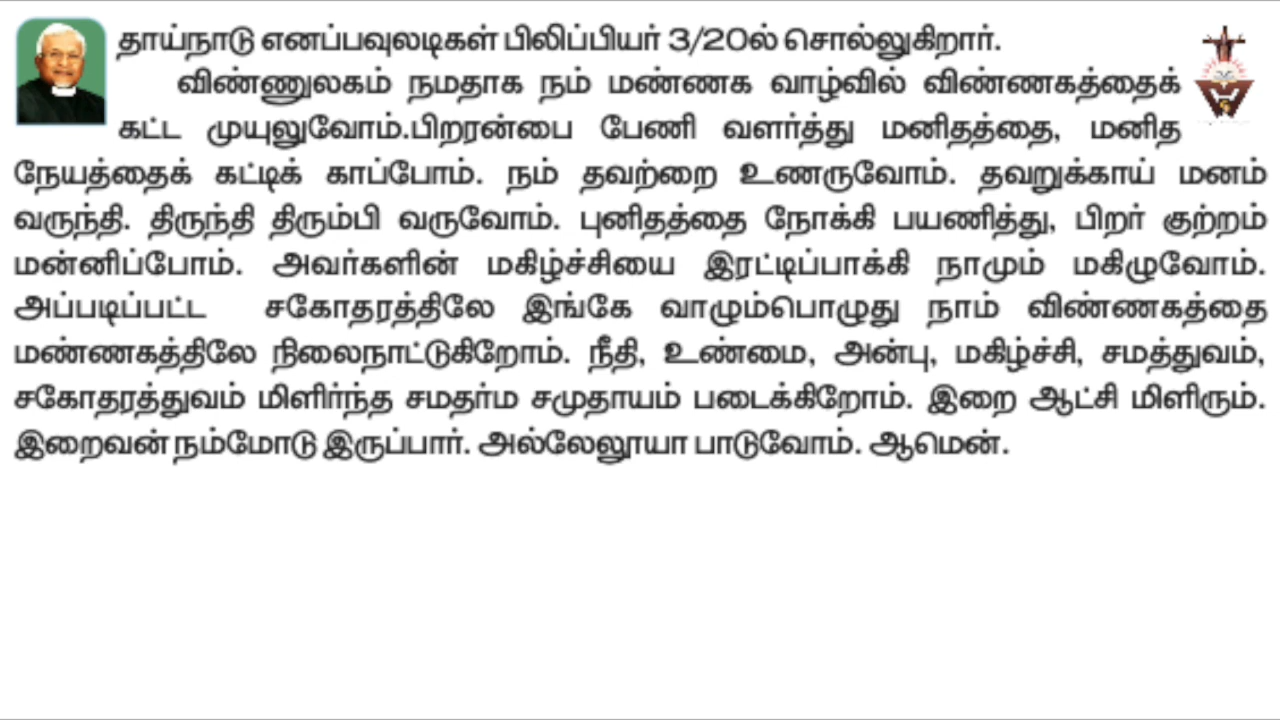 தாய்நாடு எனப்பவுலடிகள் பிலிப்பியர் 3/20ல் சொல்லுகிறார்.
விண்ணுலகம் நமதாக நம் மண்ணக வாழ்வில் விண்ணகத்தைக்
கட்ட முயுலுவோம்.பிறரன்பை பேணி வளர்த்து மனிதத்தை, மனித
நேயத்தைக் கட்டிக் காப்போம். நம் தவற்றை உணருவோம். தவறுக்காய் மனம்
வருந்தி. திருந்தி திரும்பி வருவோம். புனிதத்தை நோக்கி பயணித்து, பிறர் குற்றம்
மன்னிப்போம். அவர்களின் மகிழ்ச்சியை இரட்டிப்பாக்கி நாமும் மகிழுவோம்.
அப்படிப்பட்ட சகோதரத்திலே இங்கே வாழும்பொழுது நாம் விண்ணகத்தை
மண்ணகத்திலே நிலைநாட்டுகிறோம். நீதி, உண்மை, அன்பு, மகிழ்ச்சி, சமத்துவம்,
சகோதரத்துவம் மிளிர்ந்த சமதர்ம சமுதாயம் படைக்கிறோம். இறை ஆட்சி மிளிரும்.
இறைவன் நம்மோடு இருப்பார். அல்லேலூயா பாடுவோம். ஆமென்.